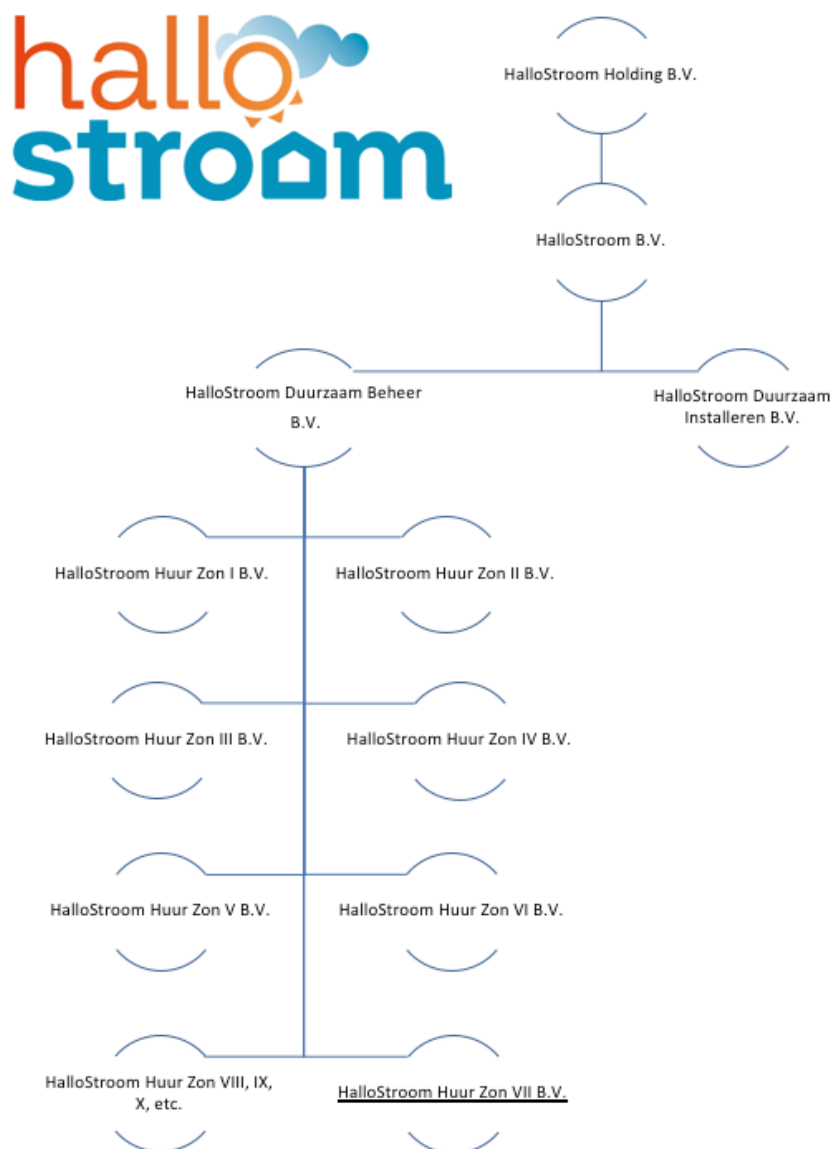 hallo
stroom
HalloStroom Holding B.V.
HalloStroom B.V.
HalloStroom Duurzaam Beheer
B.V.
HalloStroom Duurzaam
Installeren B.V.
HalloStroom Huur Zon I B.V.
HalloStroom Huur Zon II B.V.
HalloStroom Huur Zon III B.V.
HalloStroom Huur Zon IV B.V.
HalloStroom Huur Zon V B.V.
HalloStroom Huur Zon VI B.V.
HalloStroom Huur Zon VIII, IX,
X, etc.
HalloStroom Huur Zon VII B.V.